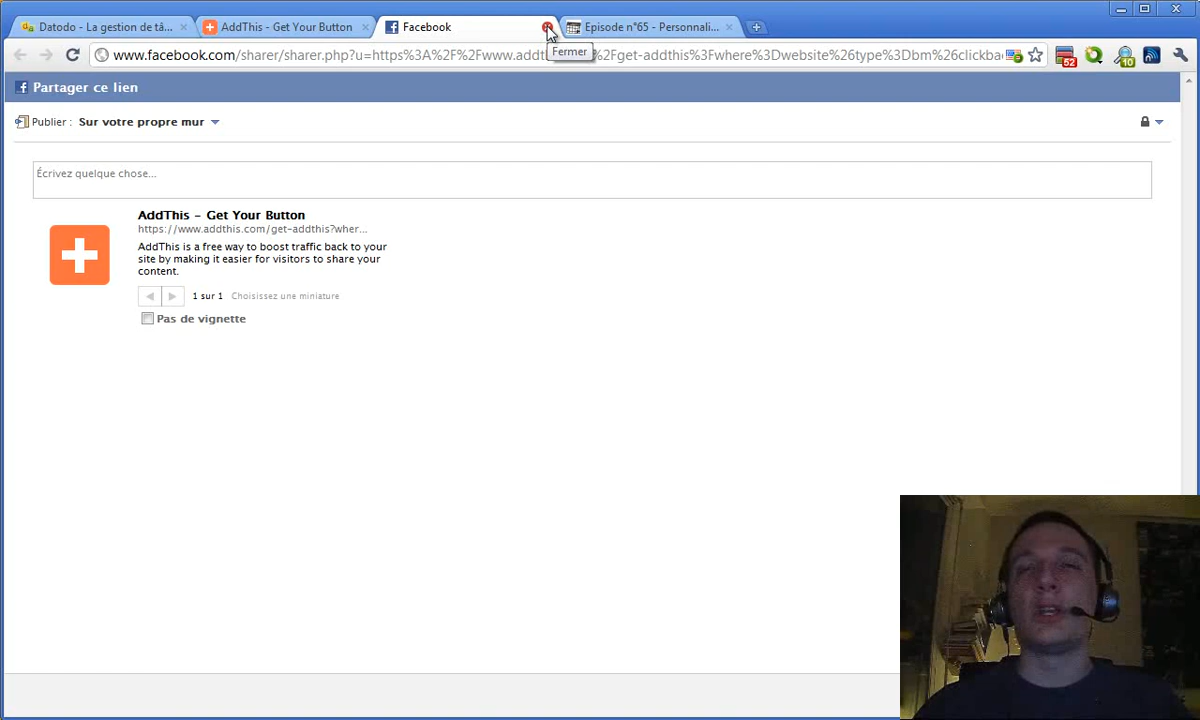 Datodo - La gestion de tâ...
AddThis - Get Your Button
Facebook
Episode n°65 - Personnali...
Fermer
www.facebook.com/sharer/sharer.php?u=https%3A%2F%2Fwww.addt %2Fget-addthis%3Fwhere%3Dwebsite%26type%3Dbm%26clickba
52
10
Partager ce lien
Publier : Sur votre propre mur
Écrivez quelque chose...
AddThis - Get Your Button
https://www.addthis.com/get-addthis?wher...
AddThis is a free way to boost traffic back to your
site by making it easier for visitors to share your
content.
1 sur 1 Choisissez une miniature
Pas de vignette